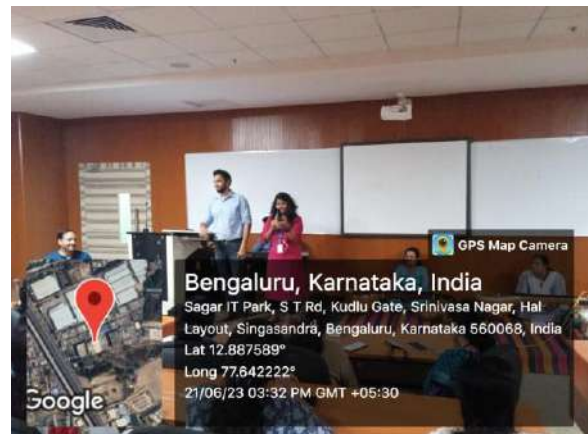 GPS Map Camera
Bengaluru, Karnataka, India
Sagar IT Park, S T Rd, Kudlu Gate, Srinivasa Nagar, Hal
Layout, Singasandra, Bengaluru, Karnataka 560068, India
Lat 12.887589°
Long 77.642222°
21/06/23 03:32 PM GMT +05:30
Google